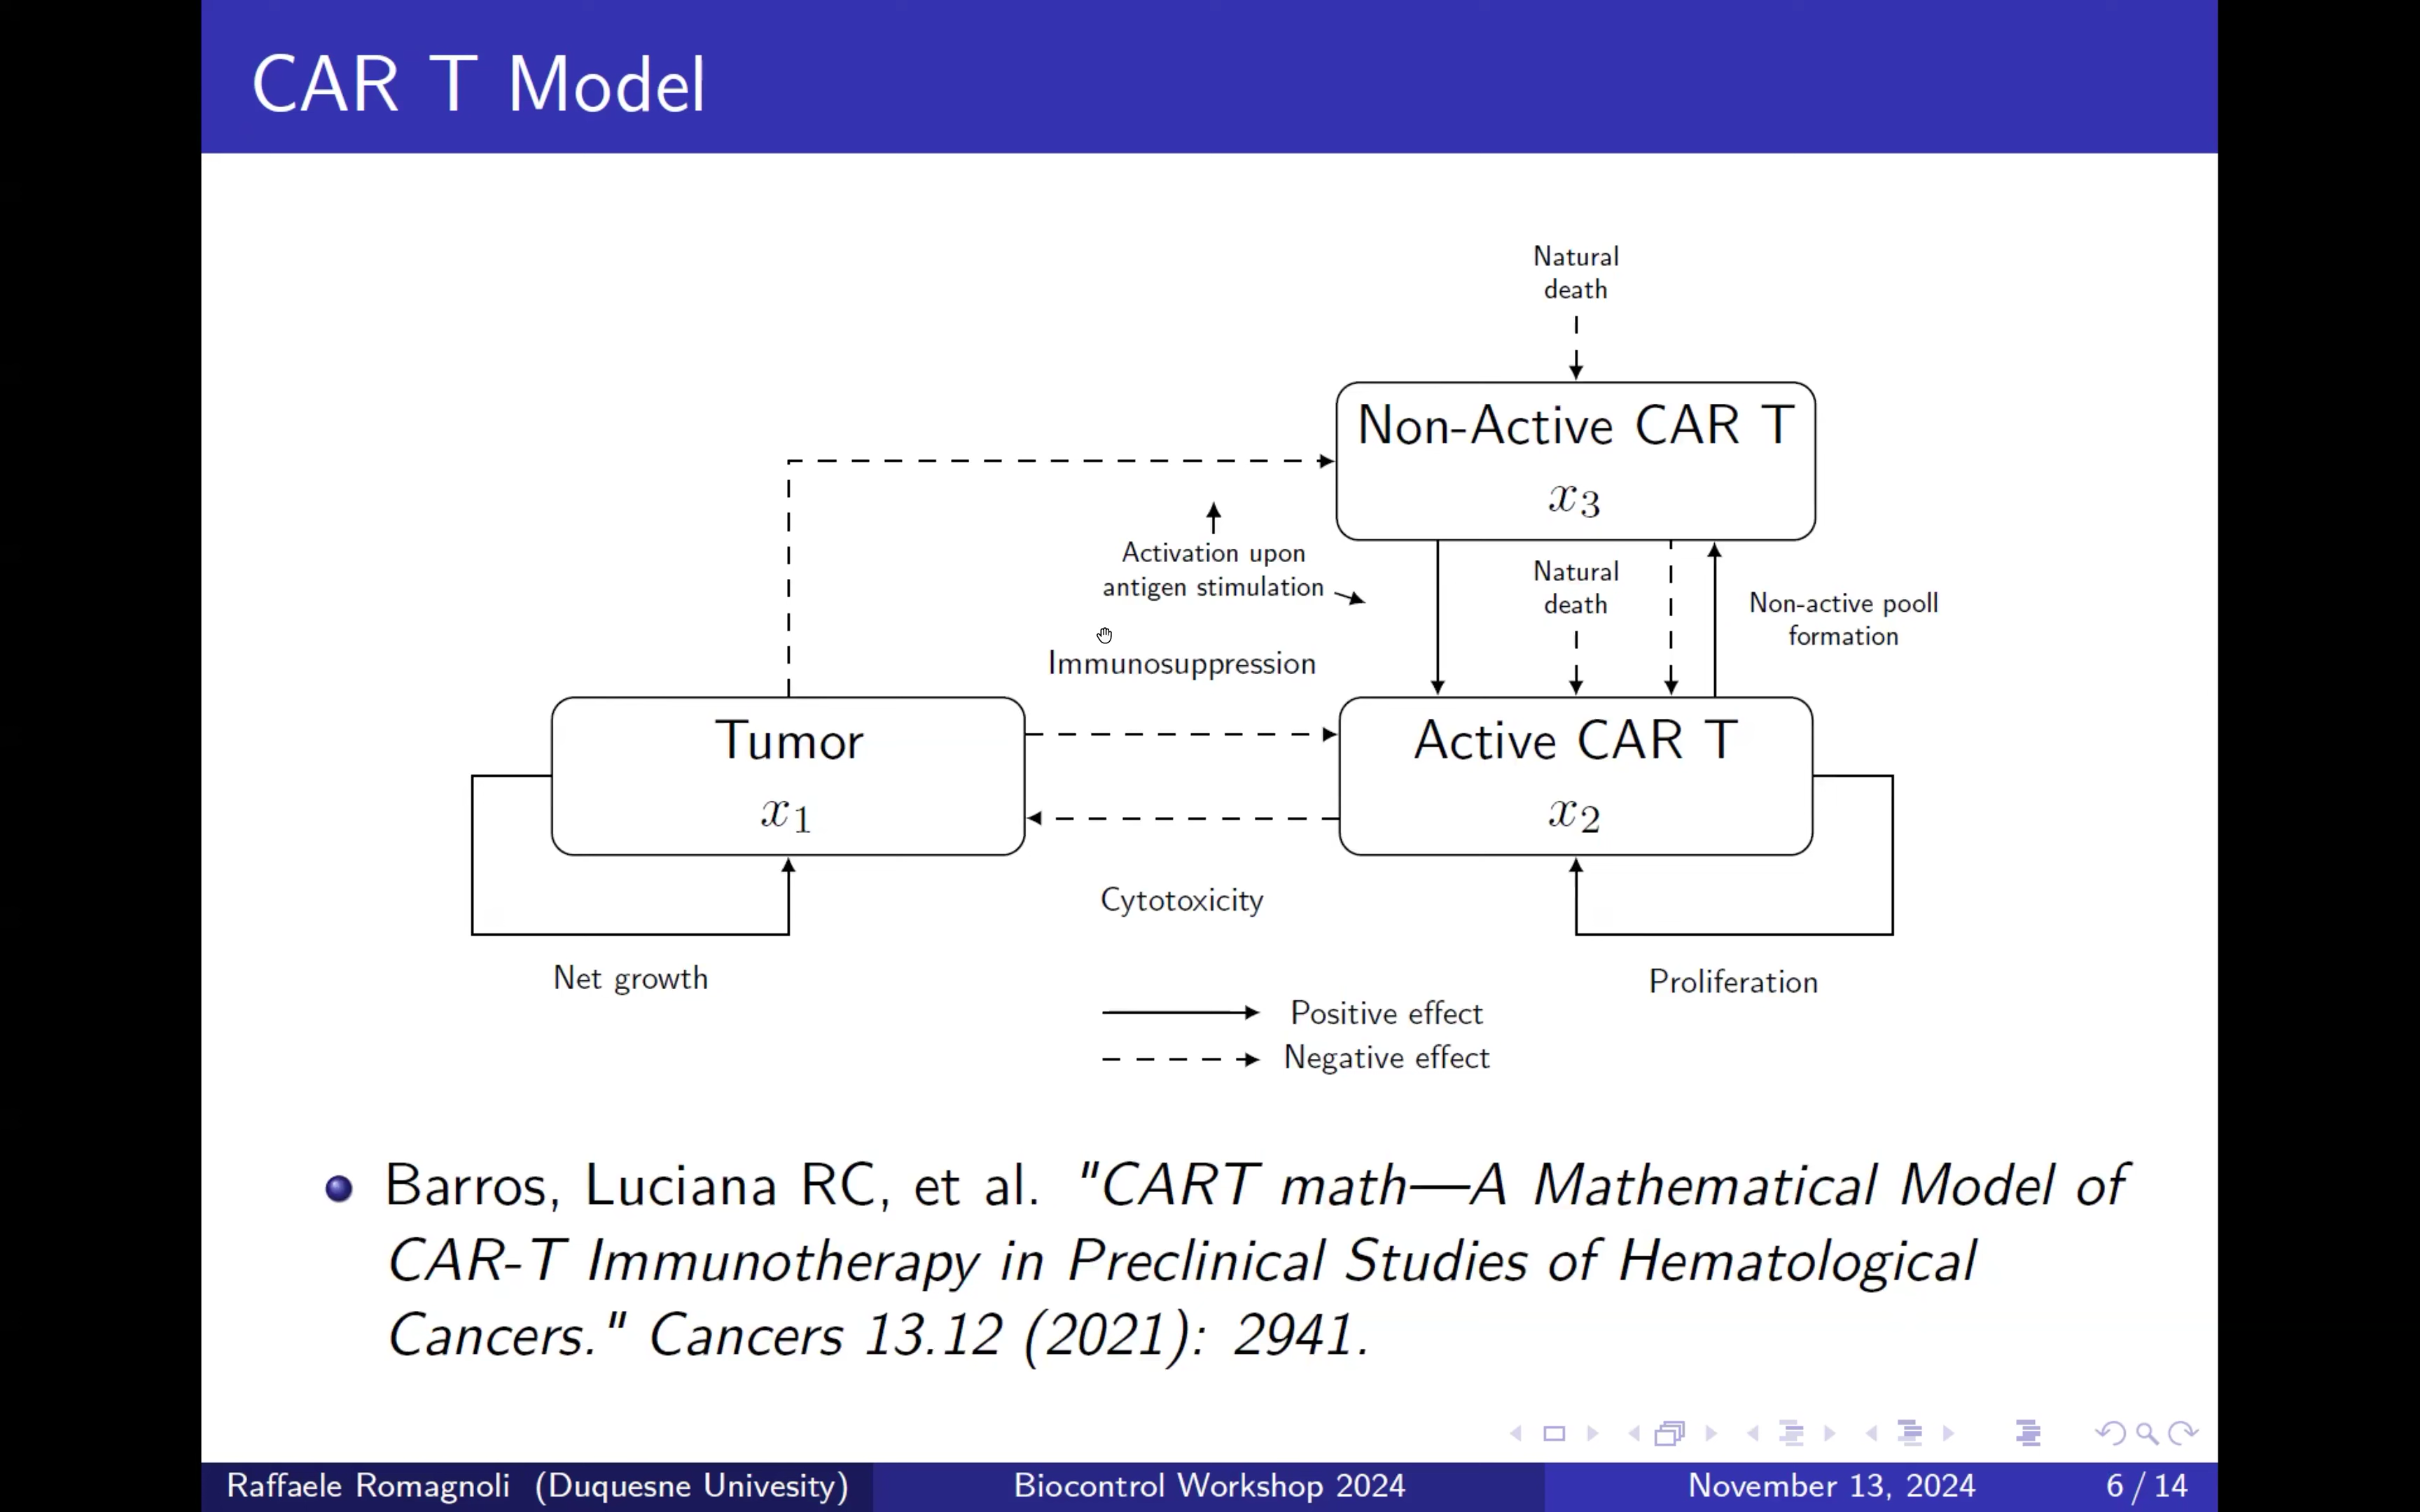 CAR T Model
Natural
death
Non-Active CAR T
x3
Activation upon
antigen stimulation
Natural
death
Non-active pooll
formation
Immunosuppression
Tumor
x1
Active CAR T
x2
Cytotoxicity
Net growth
Proliferation
Positive effect
Negative effect
Barros, Luciana RC, et al. "CART math—A Mathematical Model of
CAR-T Immunotherapy in Preclinical Studies of Hematological
Cancers." Cancers 13.12 (2021): 2941.
Raffaele Romagnoli (Duquesne Univesity)
Biocontrol Workshop 2024
November 13, 2024
6 / 14